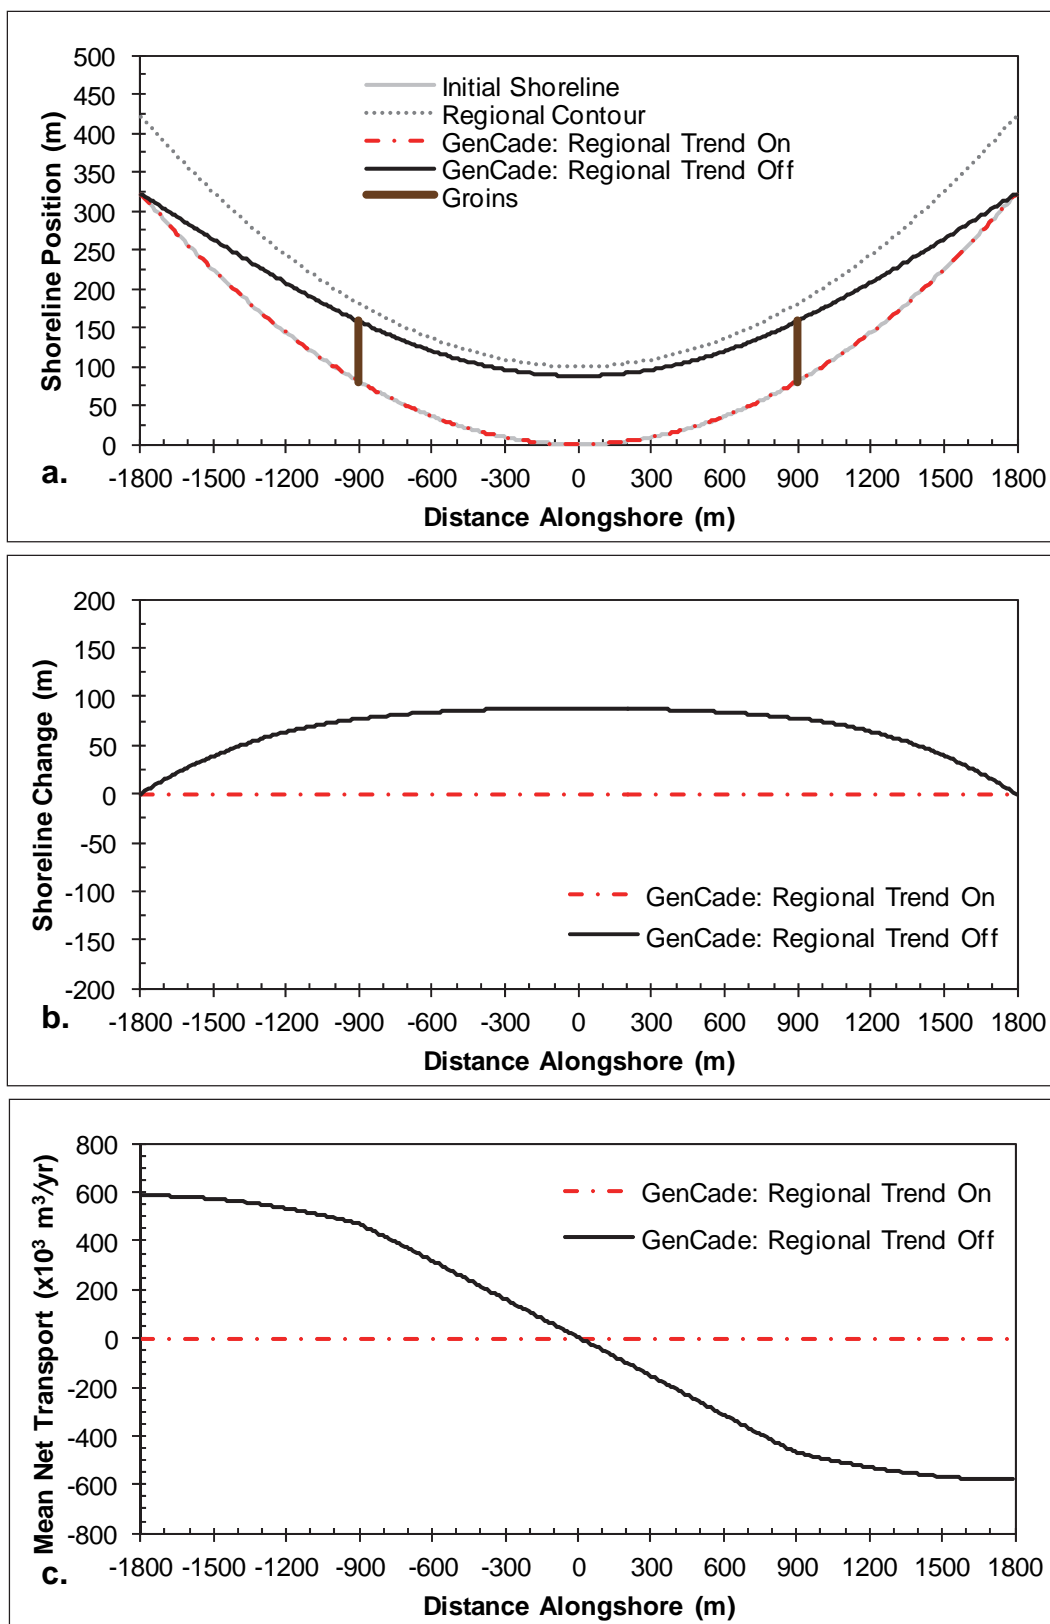 500
450
400
350
300
250
200
150
100
50
0
Shoreline Position (m)
Initial Shoreline
Regional Contour
GenCade: Regional Trend On
GenCade: Regional Trend Off
Groins
-1800 -1500 -1200 -900 -600 -300 0 300 600 900 1200 1500 1800
a.
Distance Alongshore (m)
200
150
100
50
0
-50
-100
-150
-200
Shoreline Change (m)
GenCade: Regional Trend On
GenCade: Regional Trend Off
-1800 -1500 -1200 -900 -600 -300 0 300 600 900 1200 1500 1800
b.
Distance Alongshore (m)
800
600
400
200
0
-200
-400
-600
-800
Mean Net Transport (x10³ m³/yr)
GenCade: Regional Trend On
GenCade: Regional Trend Off
-1800 -1500 -1200 -900 -600 -300 0 300 600 900 1200 1500 1800
c.
Distance Alongshore (m)